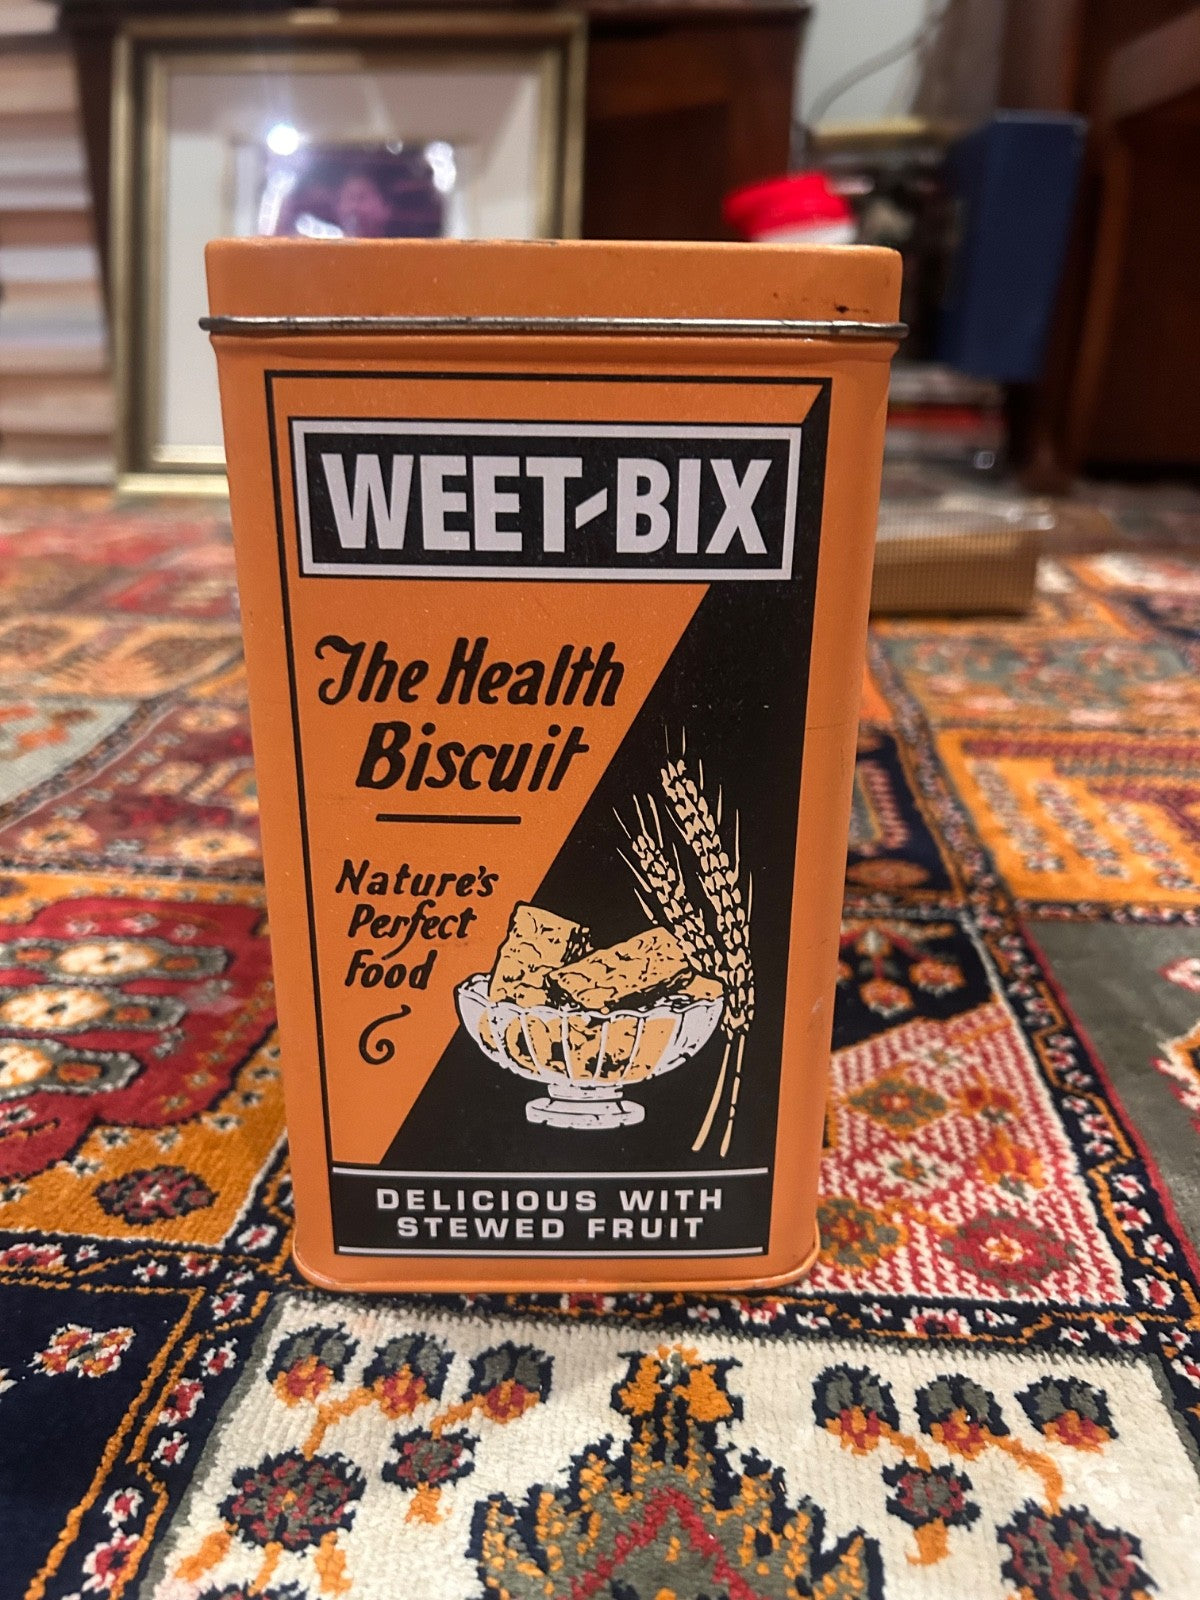 WEET-BIX
The Health
Biscuit
Nature's
Perfect
Food
DELICIOUS WITH
STEWED FRUIT